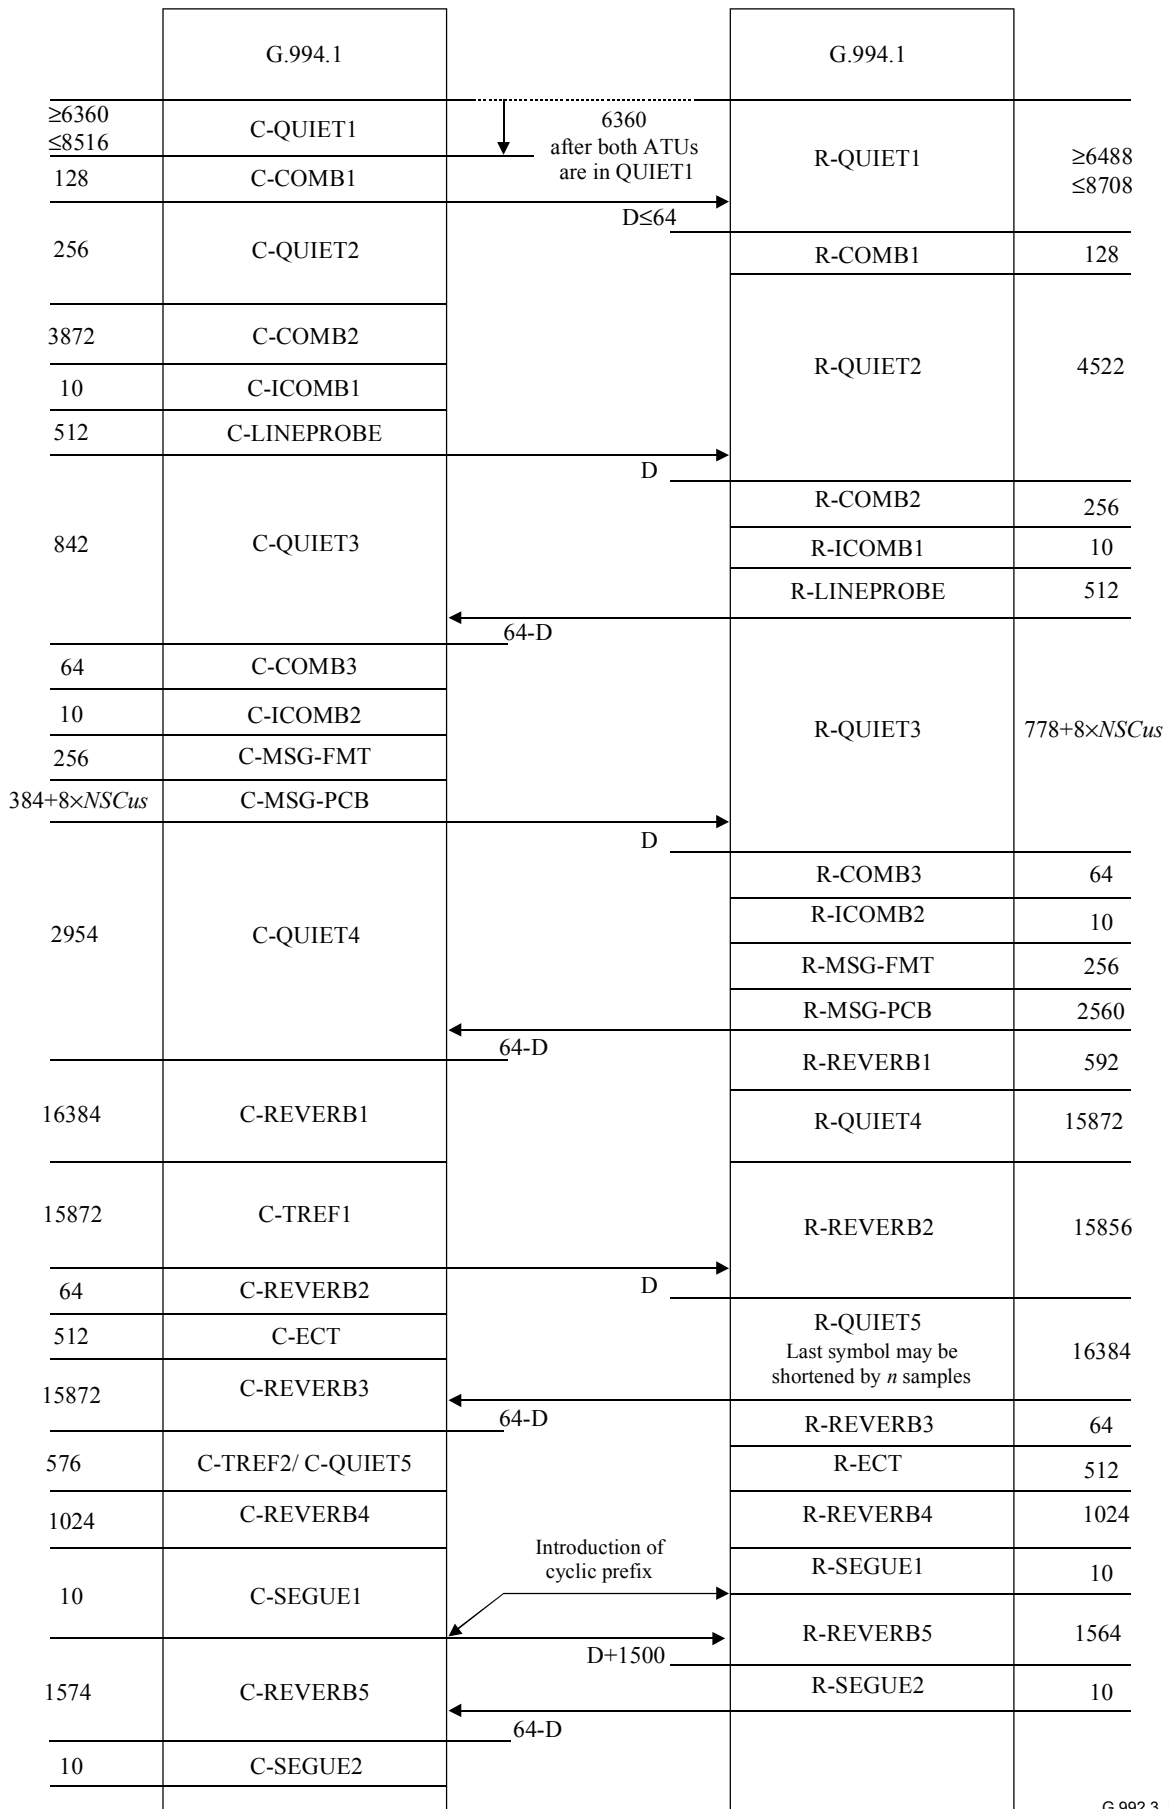 G.994.1 G.994.1
≥6360
≤8516
C-QUIET1
6360
after both ATUs
are in QUIET1
R-QUIET1
≥6488
≤8708
128 C-COMB1
D≤64
256 C-QUIET2
R-COMB1 128
3872 C-COMB2
R-QUIET2 4522
10 C-ICOMB1
512 C-LINEPROBE
D
R-COMB2 256
842 C-QUIET3
R-ICOMB1 10
R-LINEPROBE 512
64-D
64 C-COMB3
10 C-ICOMB2
R-QUIET3 778+8×NSCus
256 C-MSG-FMT
384+8×NSCus C-MSG-PCB
D
R-COMB3 64
2954 C-QUIET4
R-ICOMB2 10
R-MSG-FMT 256
R-MSG-PCB 2560
64-D
R-REVERB1 592
16384 C-REVERB1
R-QUIET4 15872
15872 C-TREF1
R-REVERB2 15856
64 C-REVERB2
D
512 C-ECT
R-QUIET5
Last symbol may be
shortened by n samples
16384
15872 C-REVERB3
64-D
R-REVERB3 64
576 C-TREF2/ C-QUIET5
R-ECT 512
1024 C-REVERB4
R-REVERB4 1024
Introduction of
cyclic prefix
R-SEGUE1 10
10 C-SEGUE1
R-REVERB5 1564
D+1500
1574 C-REVERB5
R-SEGUE2 10
64-D
10 C-SEGUE2
G.992.3